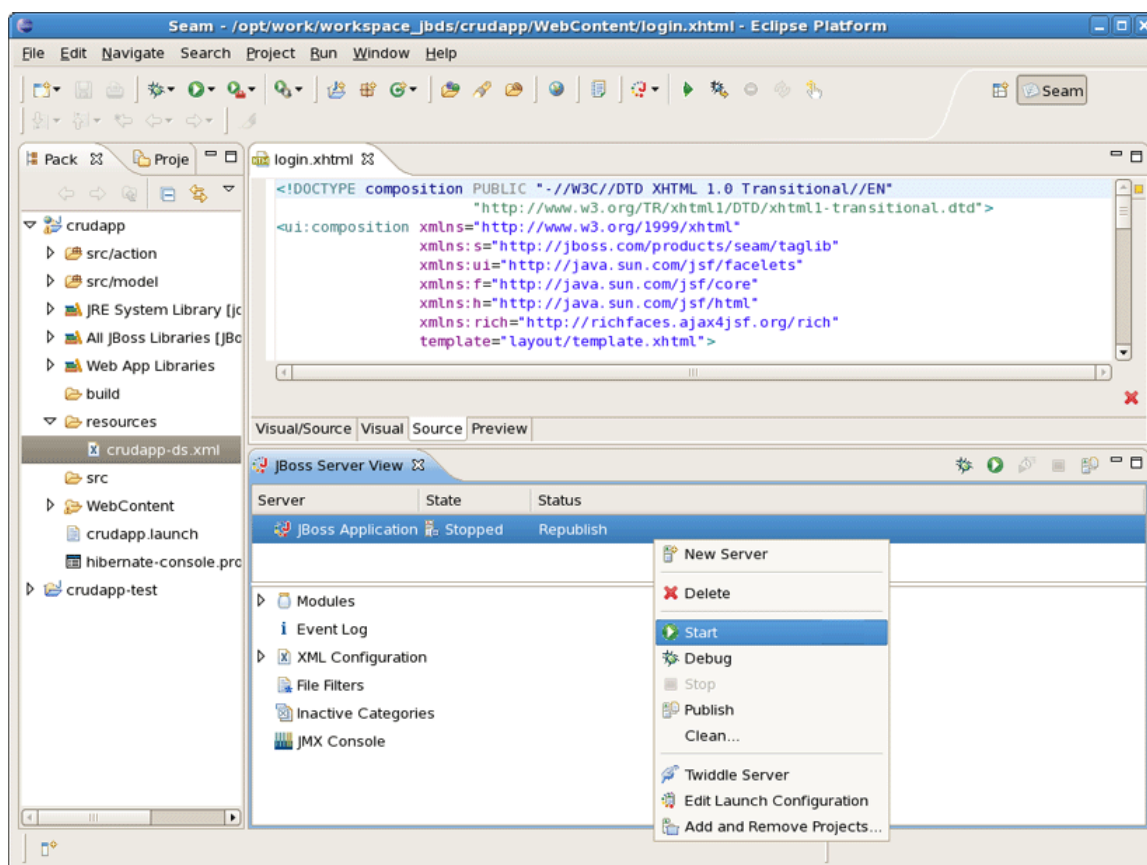 Seam - /opt/work/workspace_jbds/crudapp/WebContent/login.xhtml - Eclipse Platform
File Edit Navigate Search Project Run Window Help
Seam
Pack Proje
crudapp
src/action
src/model
JRE System Library [jc
All JBoss Libraries [JBo
Web App Libraries
build
resources
crudapp-ds.xml
src
WebContent
crudapp.launch
hibernate-console.pro
crudapp-test
login.xhtml
<!DOCTYPE composition PUBLIC "-//W3C//DTD XHTML 1.0 Transitional//EN"
"http://www.w3.org/TR/xhtml1/DTD/xhtml1-transitional.dtd">
<ui:composition xmlns="http://www.w3.org/1999/xhtml"
xmlns:s="http://jboss.com/products/seam/taglib"
xmlns:ui="http://java.sun.com/jsf/facelets"
xmlns:f="http://java.sun.com/jsf/core"
xmlns:h="http://java.sun.com/jsf/html"
xmlns:rich="http://richfaces.ajax4jsf.org/rich"
template="layout/template.xhtml">
Visual/Source Visual Source Preview
JBoss Server View
Server State Status
JBoss Application Stopped Republish
Modules
Event Log
XML Configuration
File Filters
Inactive Categories
JMX Console
New Server
Delete
Start
Debug
Stop
Publish
Clean...
Twiddle Server
Edit Launch Configuration
Add and Remove Projects...